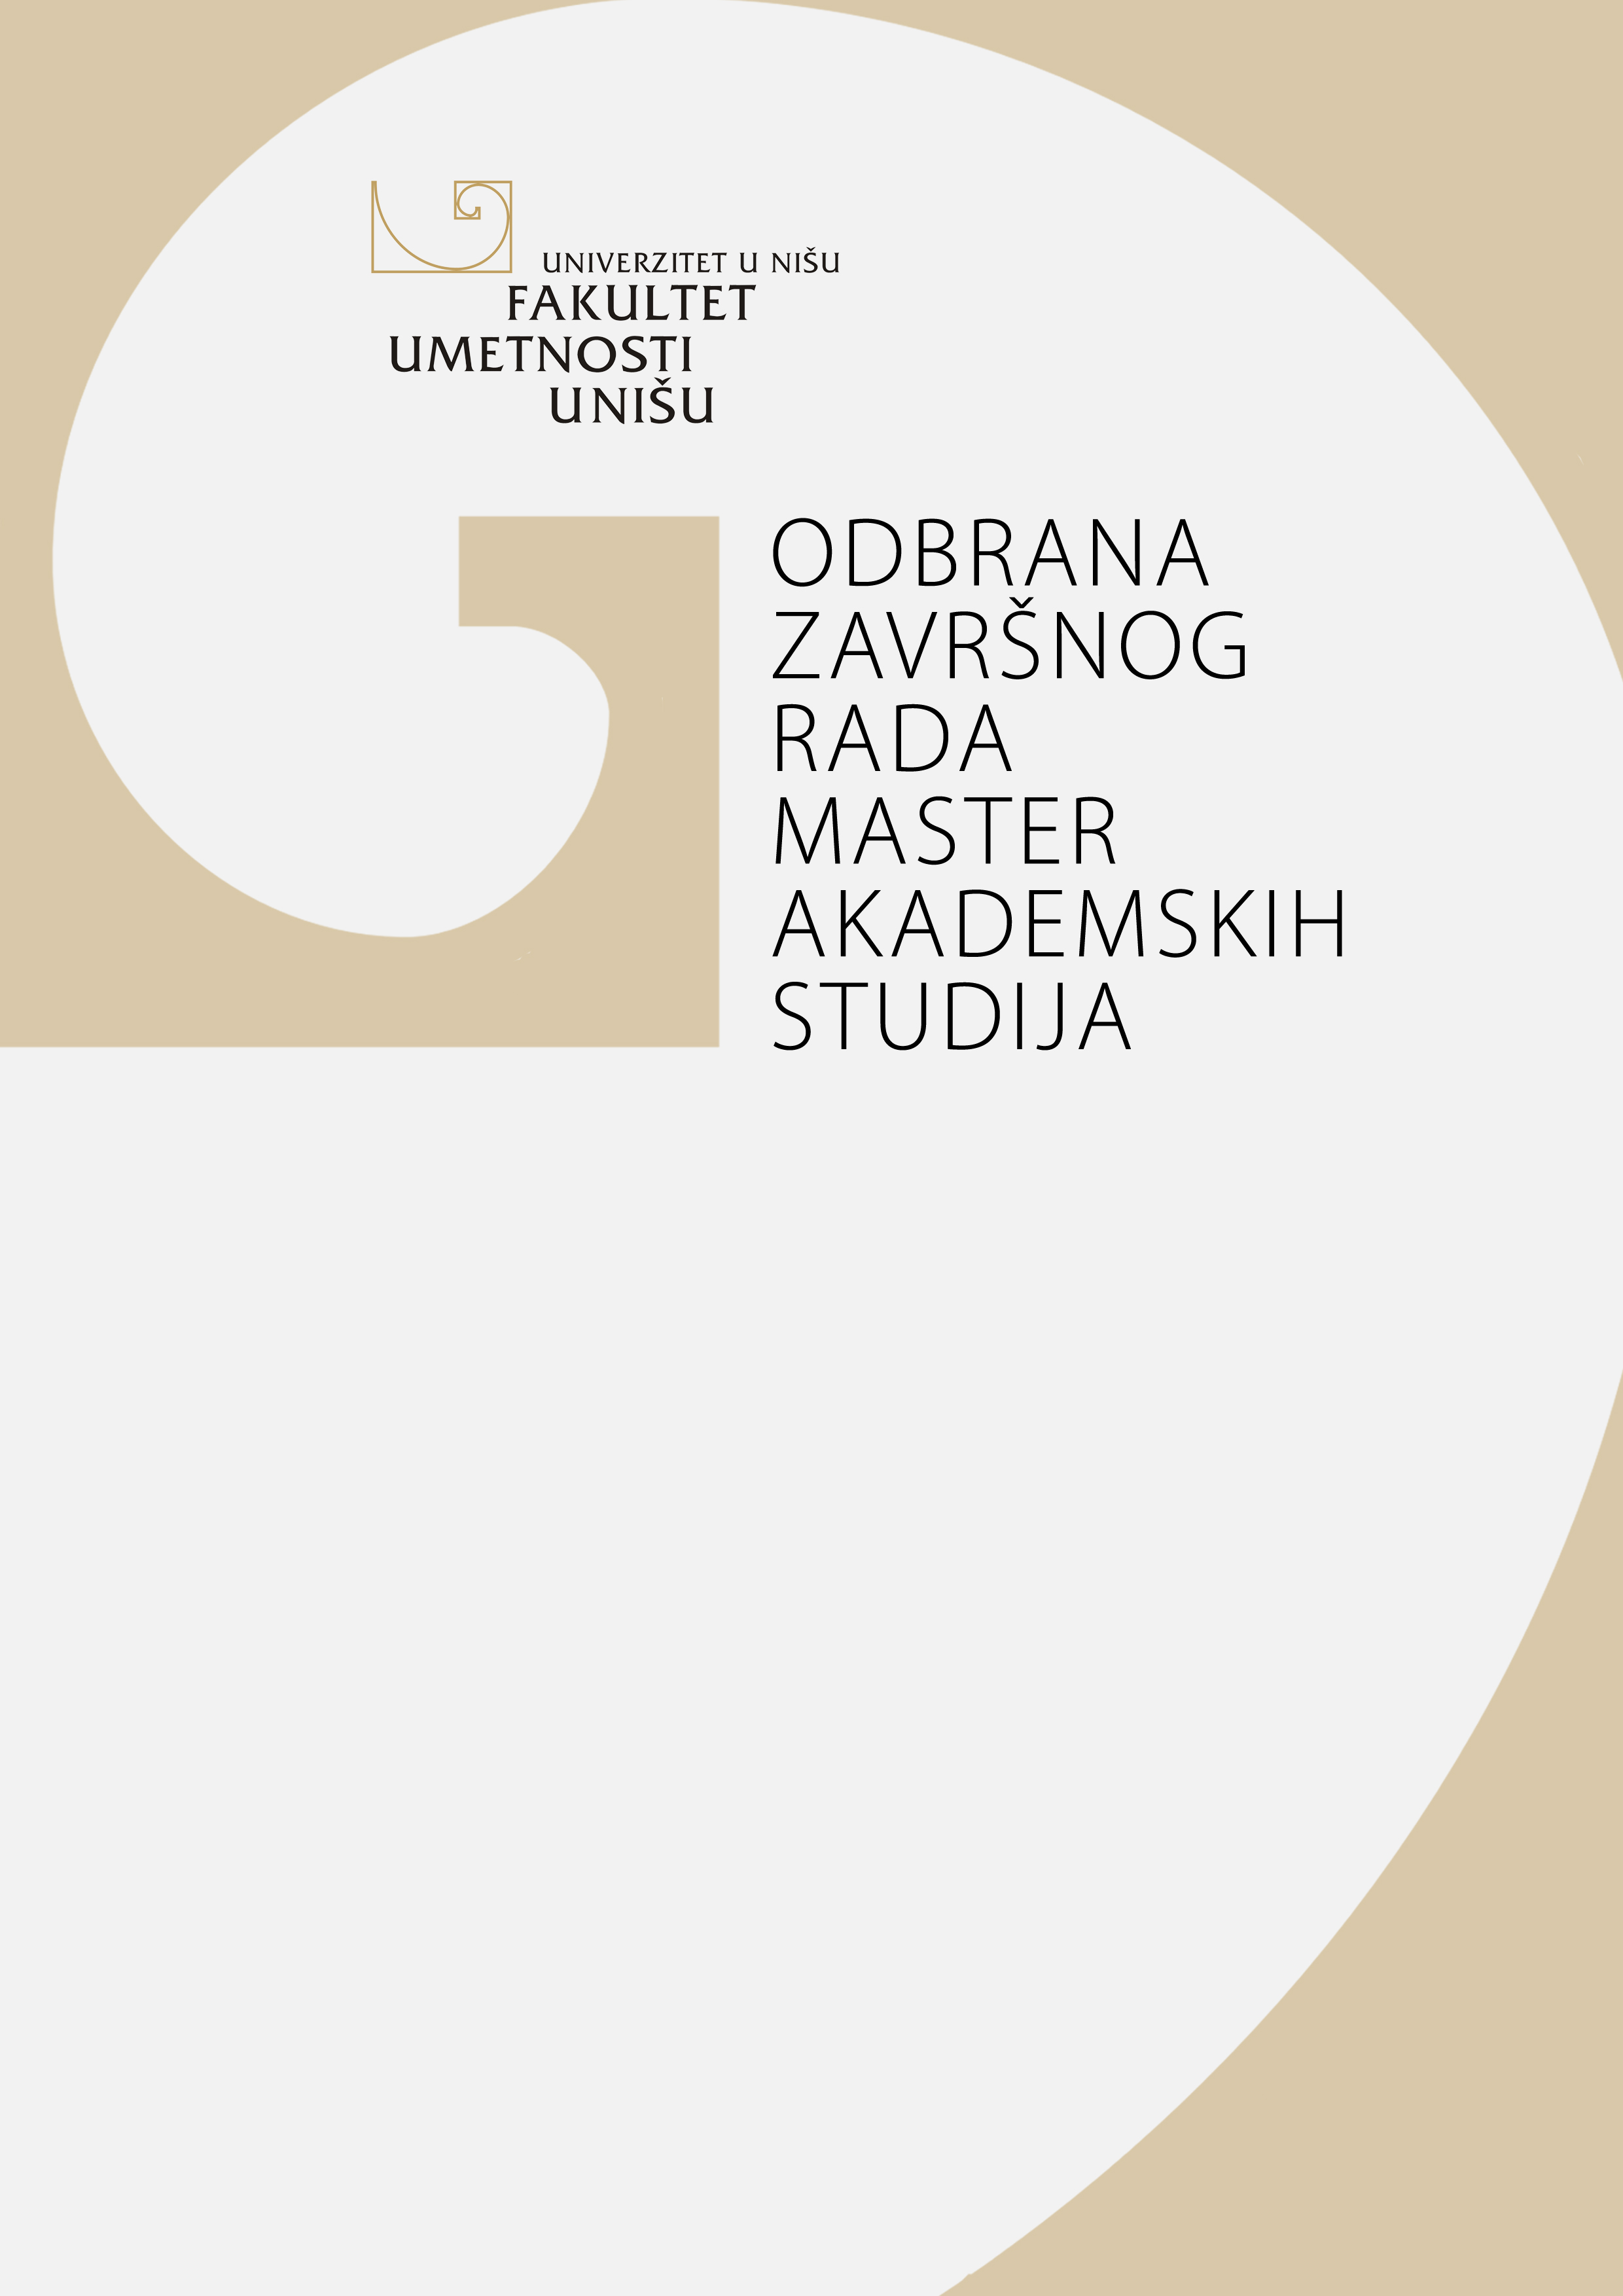 UNIVERZITET U NIŠU
FAKULTET
UMETNOSTI
U NIŠU
ODBRANA
ZAVRŠNOG
RADA
MASTER
AKADEMSKIH
STUDIJA